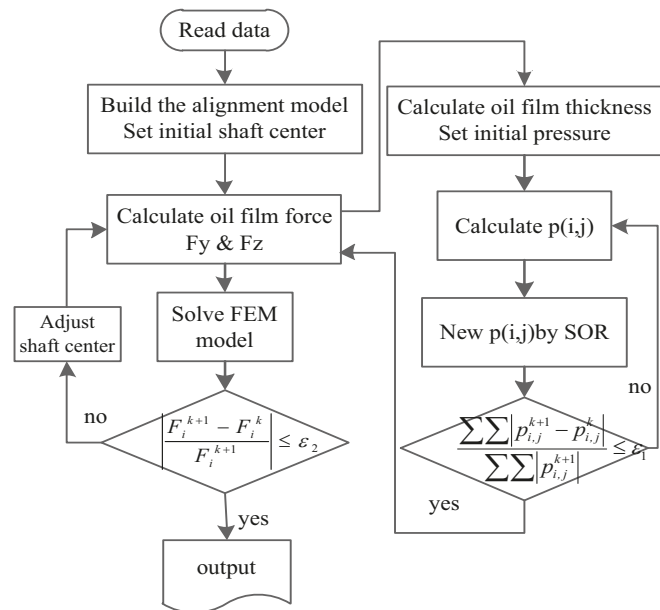 Read data
Build the alignment model
Set initial shaft center
Calculate oil film force
Fy & Fz
Solve FEM
model
Adjust
shaft center
no
|F_i^{k+1} − F_i^k / F_i^{k+1}| ≤ ε_2
yes
output
Calculate oil film thickness
Set initial pressure
Calculate p(i,j)
New p(i,j)by SOR
no
∑∑|p_{i,j}^{k+1} − p_{i,j}^k| / ∑∑|p_{i,j}^{k+1}| ≤ ε_1
yes